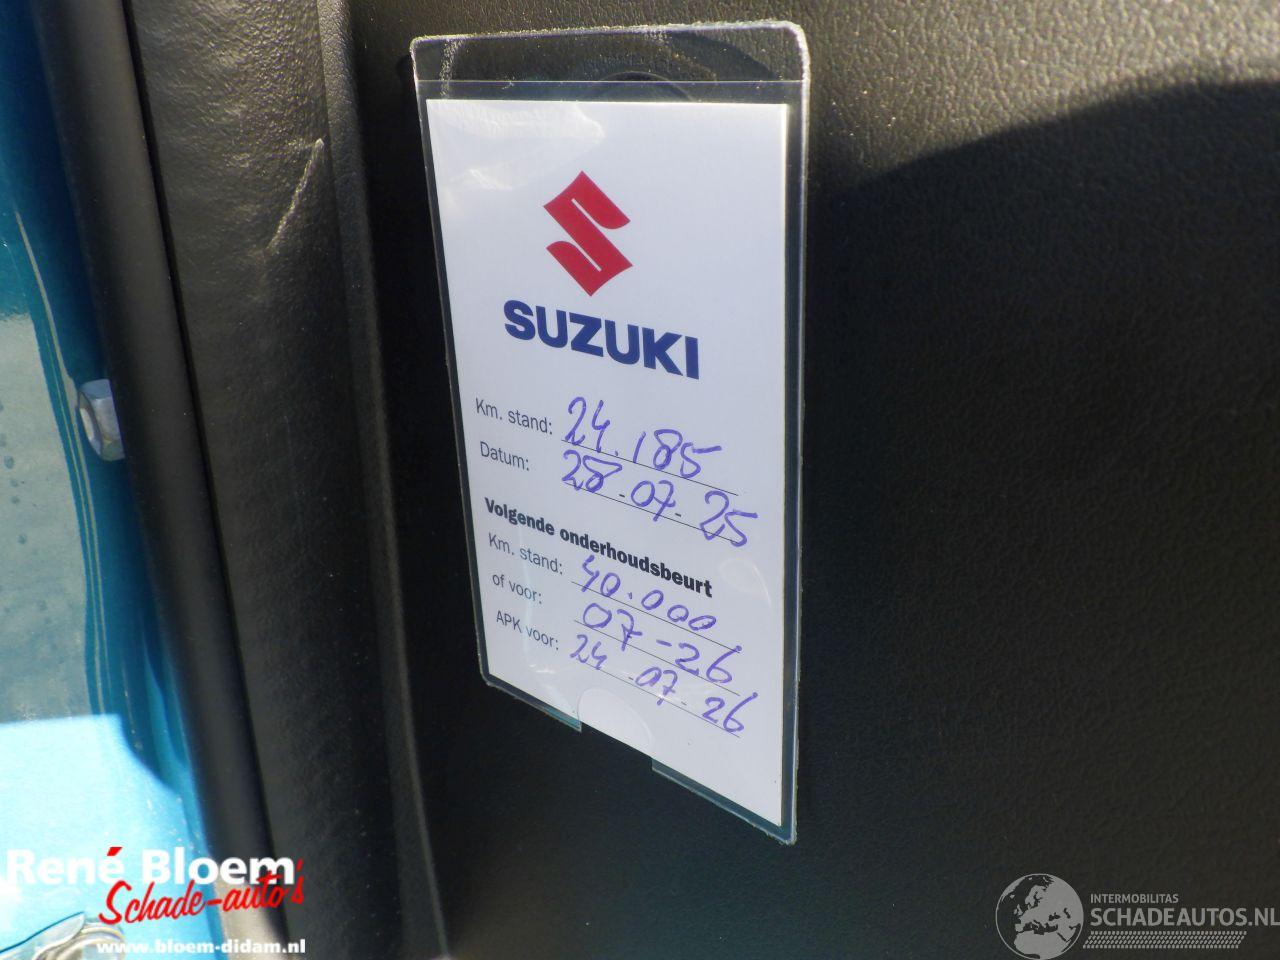 SUZUKI
Km. stand: 24.185
Datum: 28-07-25
Volgende onderhoudsbeurt
Km. stand: 40.000
of voor: 07-26
APK voor: 24-07-26
René Bloem
Schade-auto's
www.bloem-didam.nl
INTERMOBILITAS
SCHADEAUTOS.NL